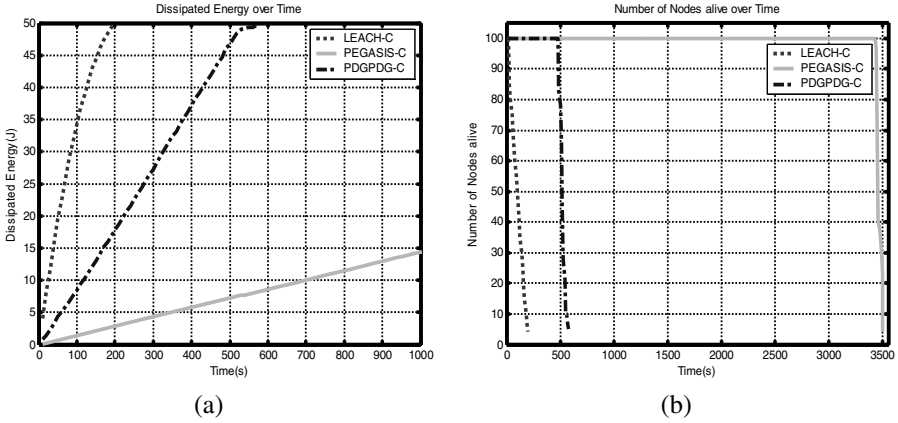 Dissipated Energy over Time
50
45
40
35
30
25
20
15
10
5
0
Dissipated Energy(J)
LEACH-C
PEGASIS-C
PDGPDG-C
0 100 200 300 400 500 600 700 800 900 1000
Time(s)
(a)
Number of Nodes alive over Time
100
90
80
70
60
50
40
30
20
10
0
Number of Nodes alive
LEACH-C
PEGASIS-C
PDGPDG-C
0 500 1000 1500 2000 2500 3000 3500
Time(s)
(b)